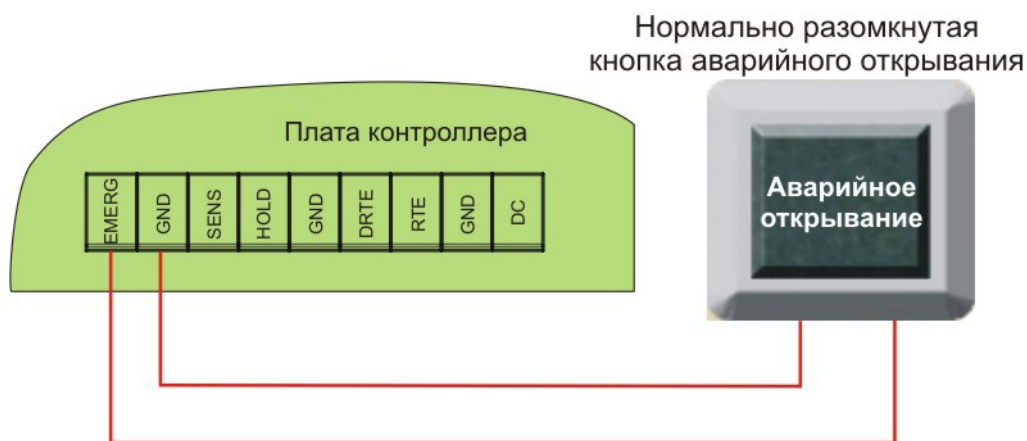 Нормально разомкнутая
кнопка аварийного открывания
Плата контроллера
EMERG
GND
SENS
HOLD
GND
DRTE
RTE
GND
DC
Аварийное
открывание